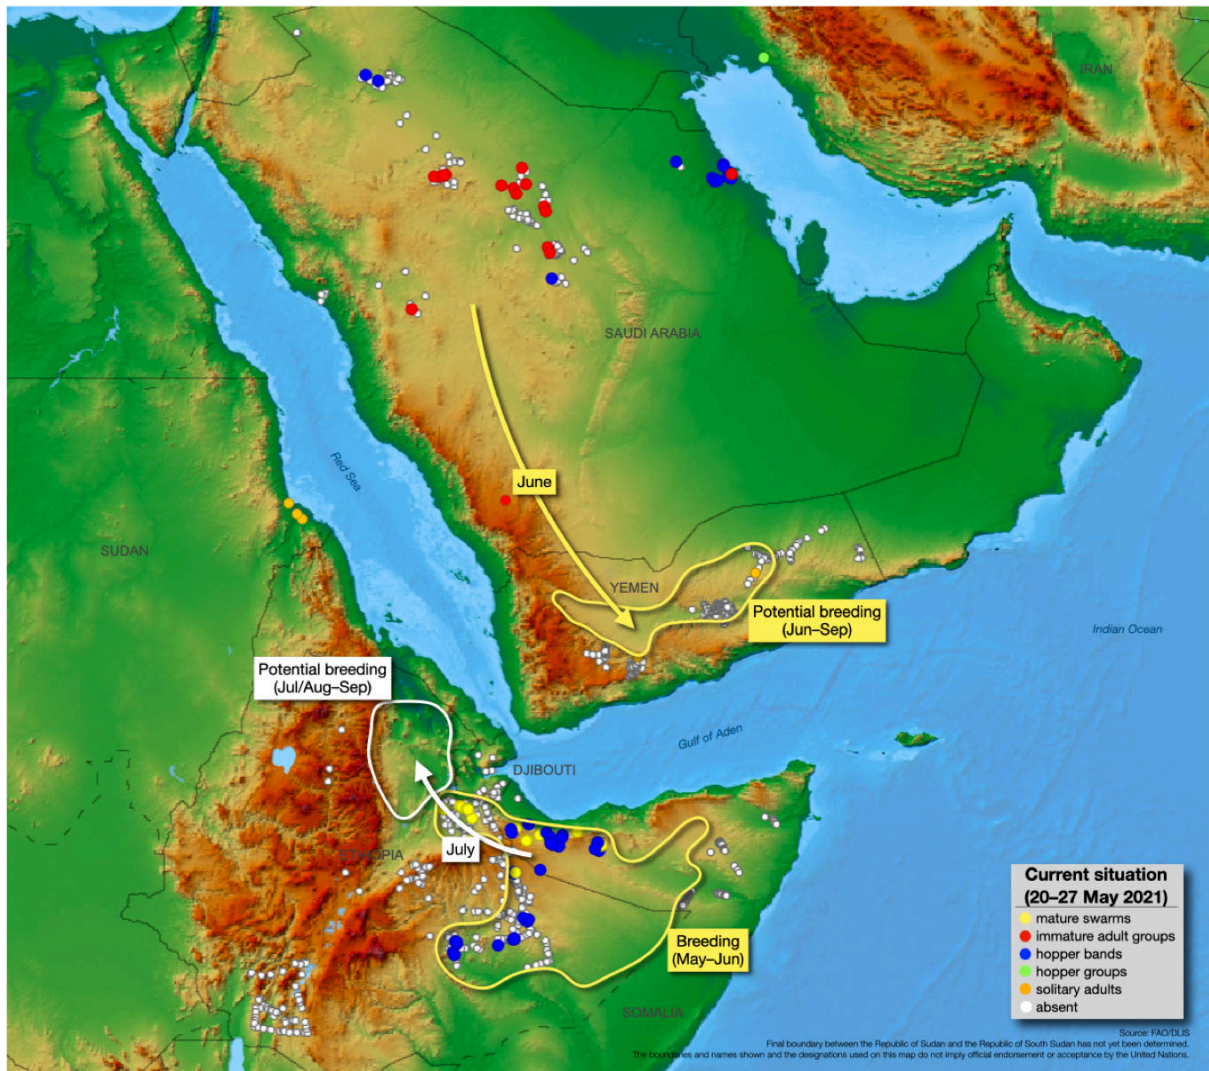 IRAN
SAUDI ARABIA
Red Sea
June
SUDAN
YEMEN
Potential breeding
(Jun–Sep)
Indian Ocean
Potential breeding
(Jul/Aug–Sep)
Gulf of Aden
DJIBOUTI
July
ETHIOPIA
Breeding
(May–Jun)
SOMALIA
Current situation
(20–27 May 2021)
mature swarms
immature adult groups
hopper bands
hopper groups
solitary adults
absent
Source: FAO/DLIS
Final boundary between the Republic of Sudan and the Republic of South Sudan has not yet been determined.
The boundaries and names shown and the designations used on this map do not imply official endorsement or acceptance by the United Nations.